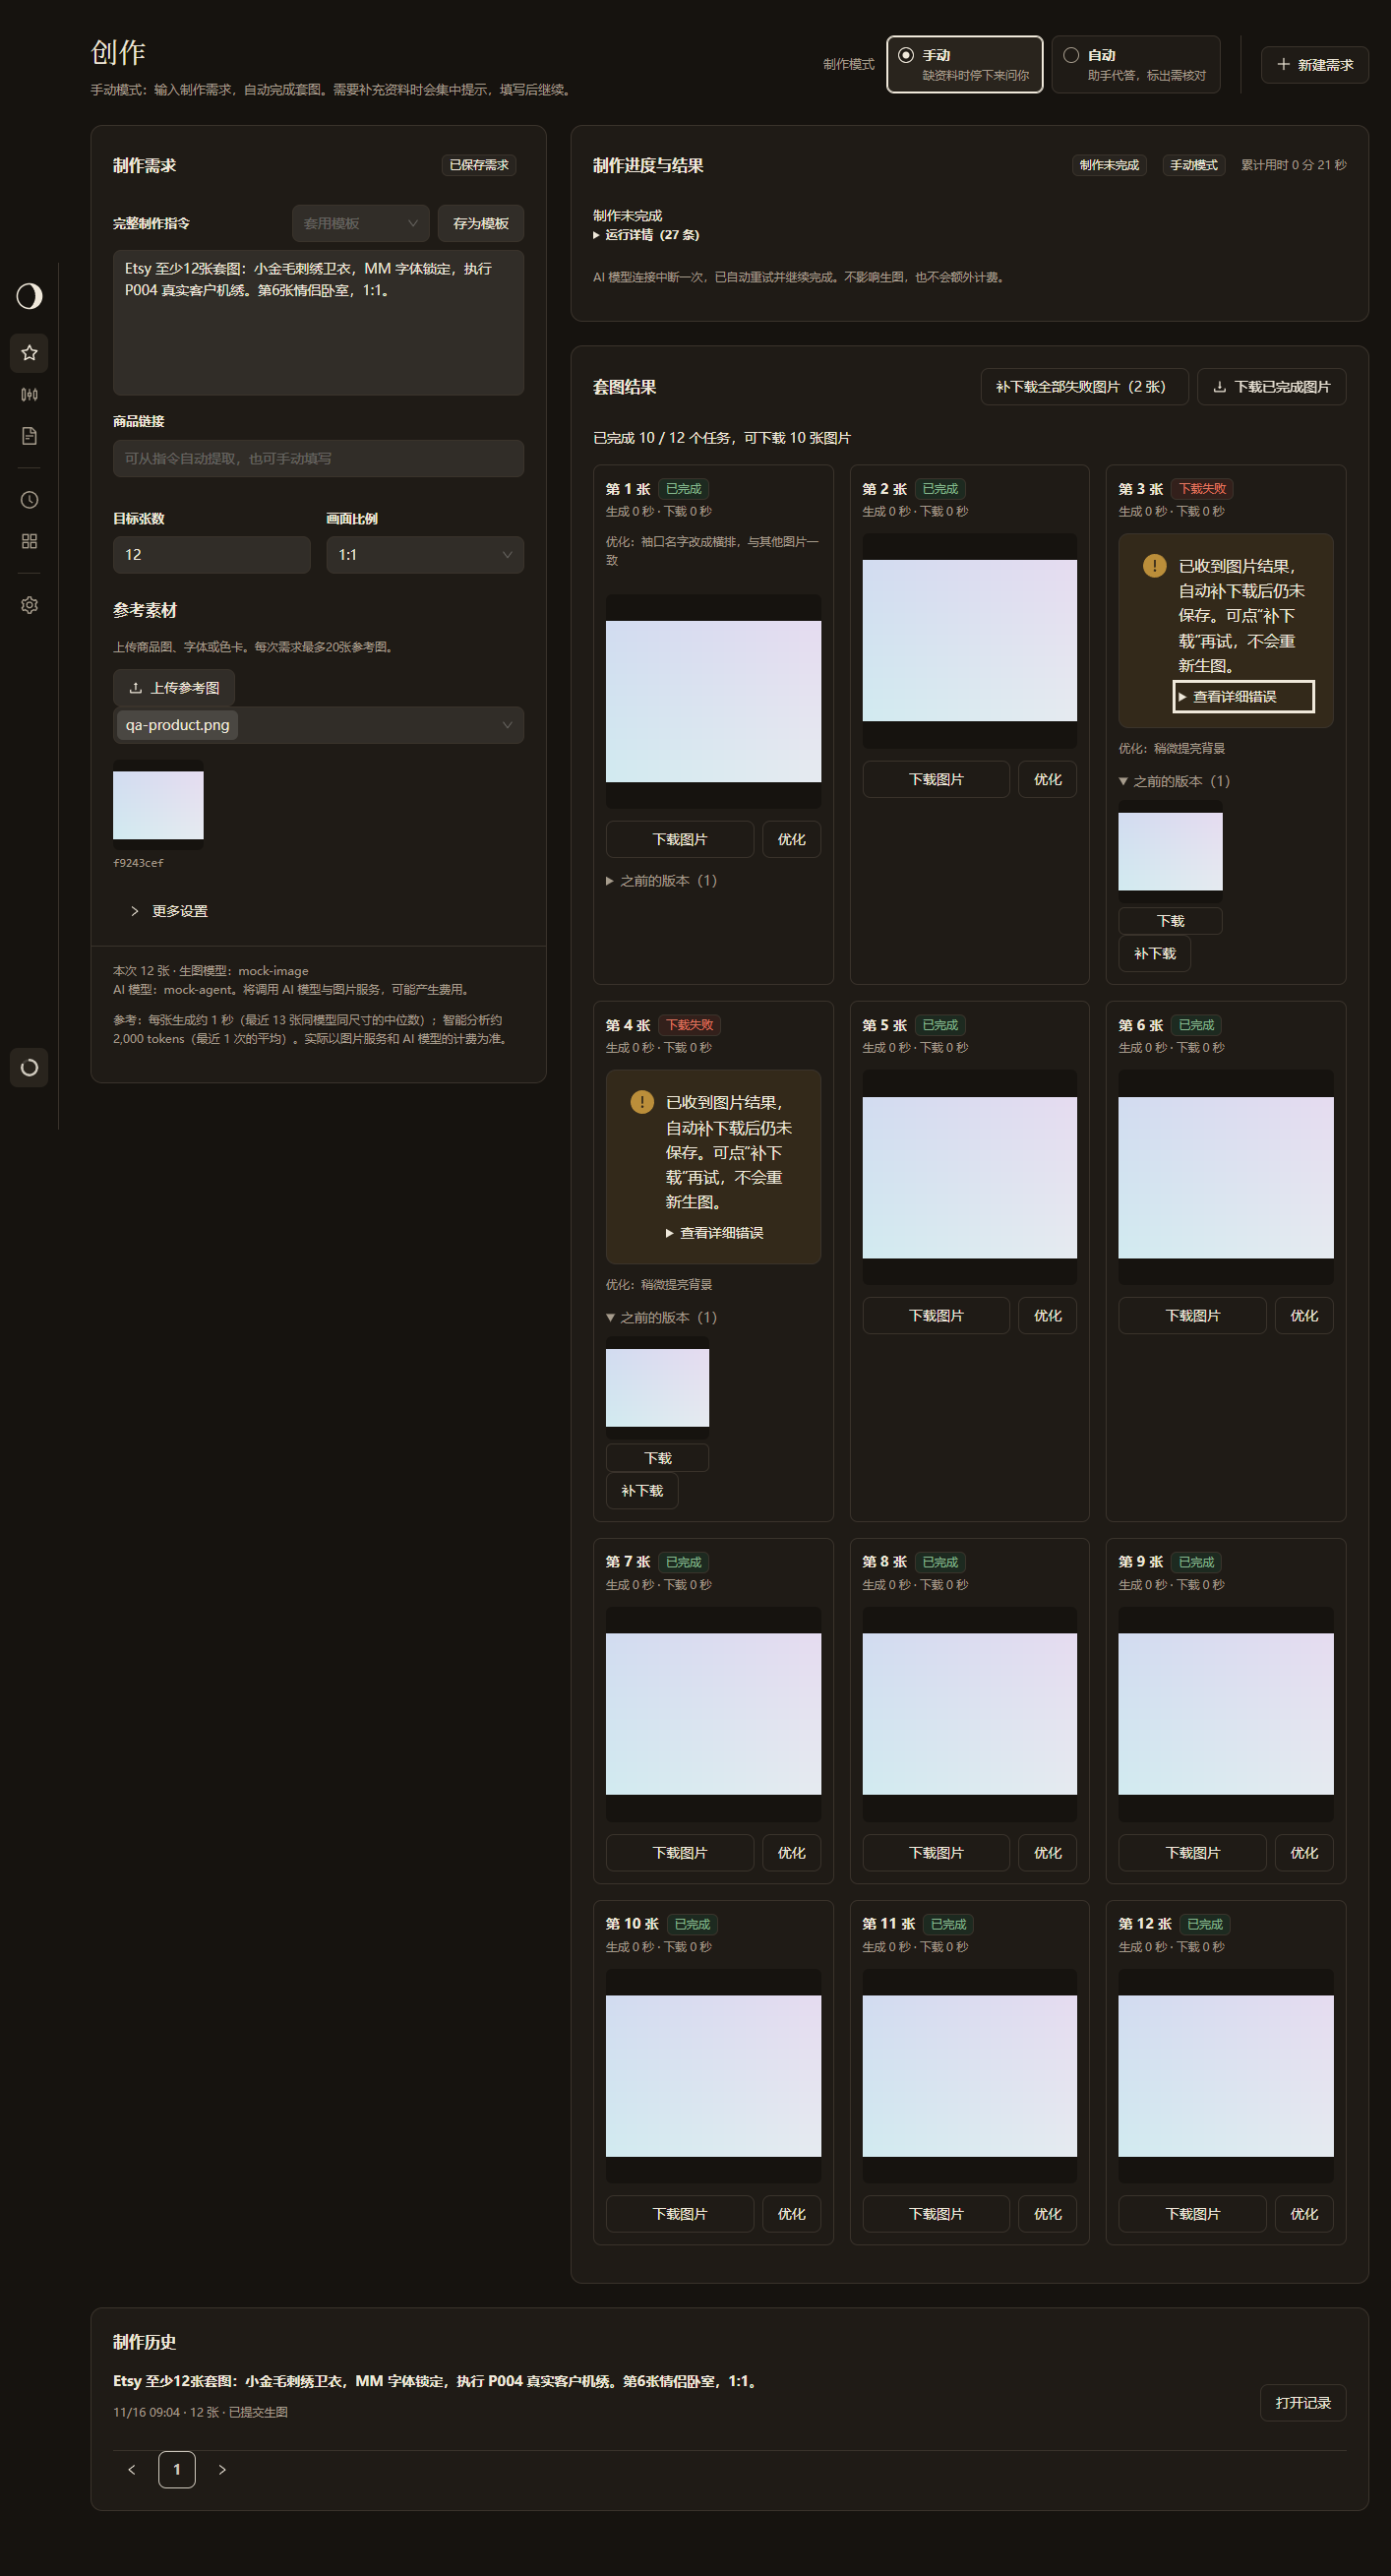 创作
手动模式：输入制作需求，自动完成套图。需要补充资料时会集中提示，填写后继续。
制作模式
手动
缺资料时停下来问你
自动
助手代答，标出需核对
新建需求
制作需求
已保存需求
完整制作指令
套用模板
存为模板
Etsy 至少12张套图：小金毛刺绣卫衣，MM 字体锁定，执行
P004 真实客户机绣。第6张情侣卧室，1:1。
商品链接
可从指令自动提取，也可手动填写
目标张数
画面比例
12
1:1
参考素材
上传商品图、字体或色卡。每次需求最多20张参考图。
上传参考图
qa-product.png
f9243cef
更多设置
本次 12 张 · 生图模型：mock-image
AI 模型：mock-agent。将调用 AI 模型与图片服务，可能产生费用。
参考：每张生成约 1 秒（最近 13 张同模型同尺寸的中位数）；智能分析约
2,000 tokens（最近 1 次的平均）。实际以图片服务和 AI 模型的计费为准。
制作进度与结果
制作未完成
手动模式
累计用时 0 分 21 秒
制作未完成
运行详情（27 条）
AI 模型连接中断一次，已自动重试并继续完成。不影响生图，也不会额外计费。
套图结果
补下载全部失败图片（2 张）
下载已完成图片
已完成 10 / 12 个任务，可下载 10 张图片
第 1 张 已完成
生成 0 秒 · 下载 0 秒
优化：袖口名字改成横排，与其他图片一
致
下载图片
优化
之前的版本（1）
第 2 张 已完成
生成 0 秒 · 下载 0 秒
下载图片
优化
第 3 张 下载失败
生成 0 秒 · 下载 0 秒
已收到图片结果，
自动补下载后仍未
保存。可点“补下
载”再试，不会重
新生图。
查看详细错误
优化：稍微提亮背景
之前的版本（1）
下载
补下载
第 4 张 下载失败
生成 0 秒 · 下载 0 秒
已收到图片结果，
自动补下载后仍未
保存。可点“补下
载”再试，不会重
新生图。
查看详细错误
优化：稍微提亮背景
之前的版本（1）
下载
补下载
第 5 张 已完成
生成 0 秒 · 下载 0 秒
下载图片
优化
第 6 张 已完成
生成 0 秒 · 下载 0 秒
下载图片
优化
第 7 张 已完成
生成 0 秒 · 下载 0 秒
下载图片
优化
第 8 张 已完成
生成 0 秒 · 下载 0 秒
下载图片
优化
第 9 张 已完成
生成 0 秒 · 下载 0 秒
下载图片
优化
第 10 张 已完成
生成 0 秒 · 下载 0 秒
下载图片
优化
第 11 张 已完成
生成 0 秒 · 下载 0 秒
下载图片
优化
第 12 张 已完成
生成 0 秒 · 下载 0 秒
下载图片
优化
制作历史
Etsy 至少12张套图：小金毛刺绣卫衣，MM 字体锁定，执行 P004 真实客户机绣。第6张情侣卧室，1:1。
11/16 09:04 · 12 张 · 已提交生图
打开记录
1